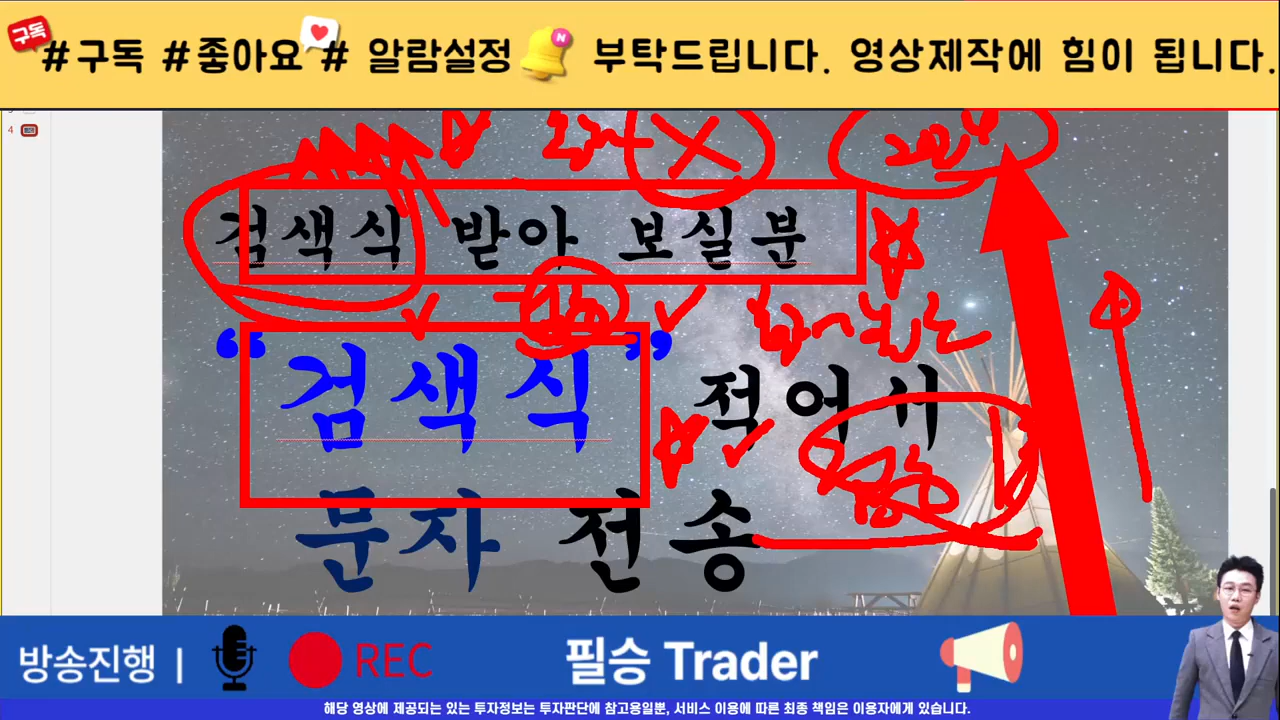 구독 #구독 #좋아요 # 알람설정 N 부탁드립니다. 영상제작에 힘이 됩니다.
4
검색식 받아 보실분
“검색식” 적어서
문자 전송
방송진행 | REC 필승 Trader
해당 영상에 제공되는 있는 투자정보는 투자판단에 참고용일뿐, 서비스 이용에 따른 최종 책임은 이용자에게 있습니다.